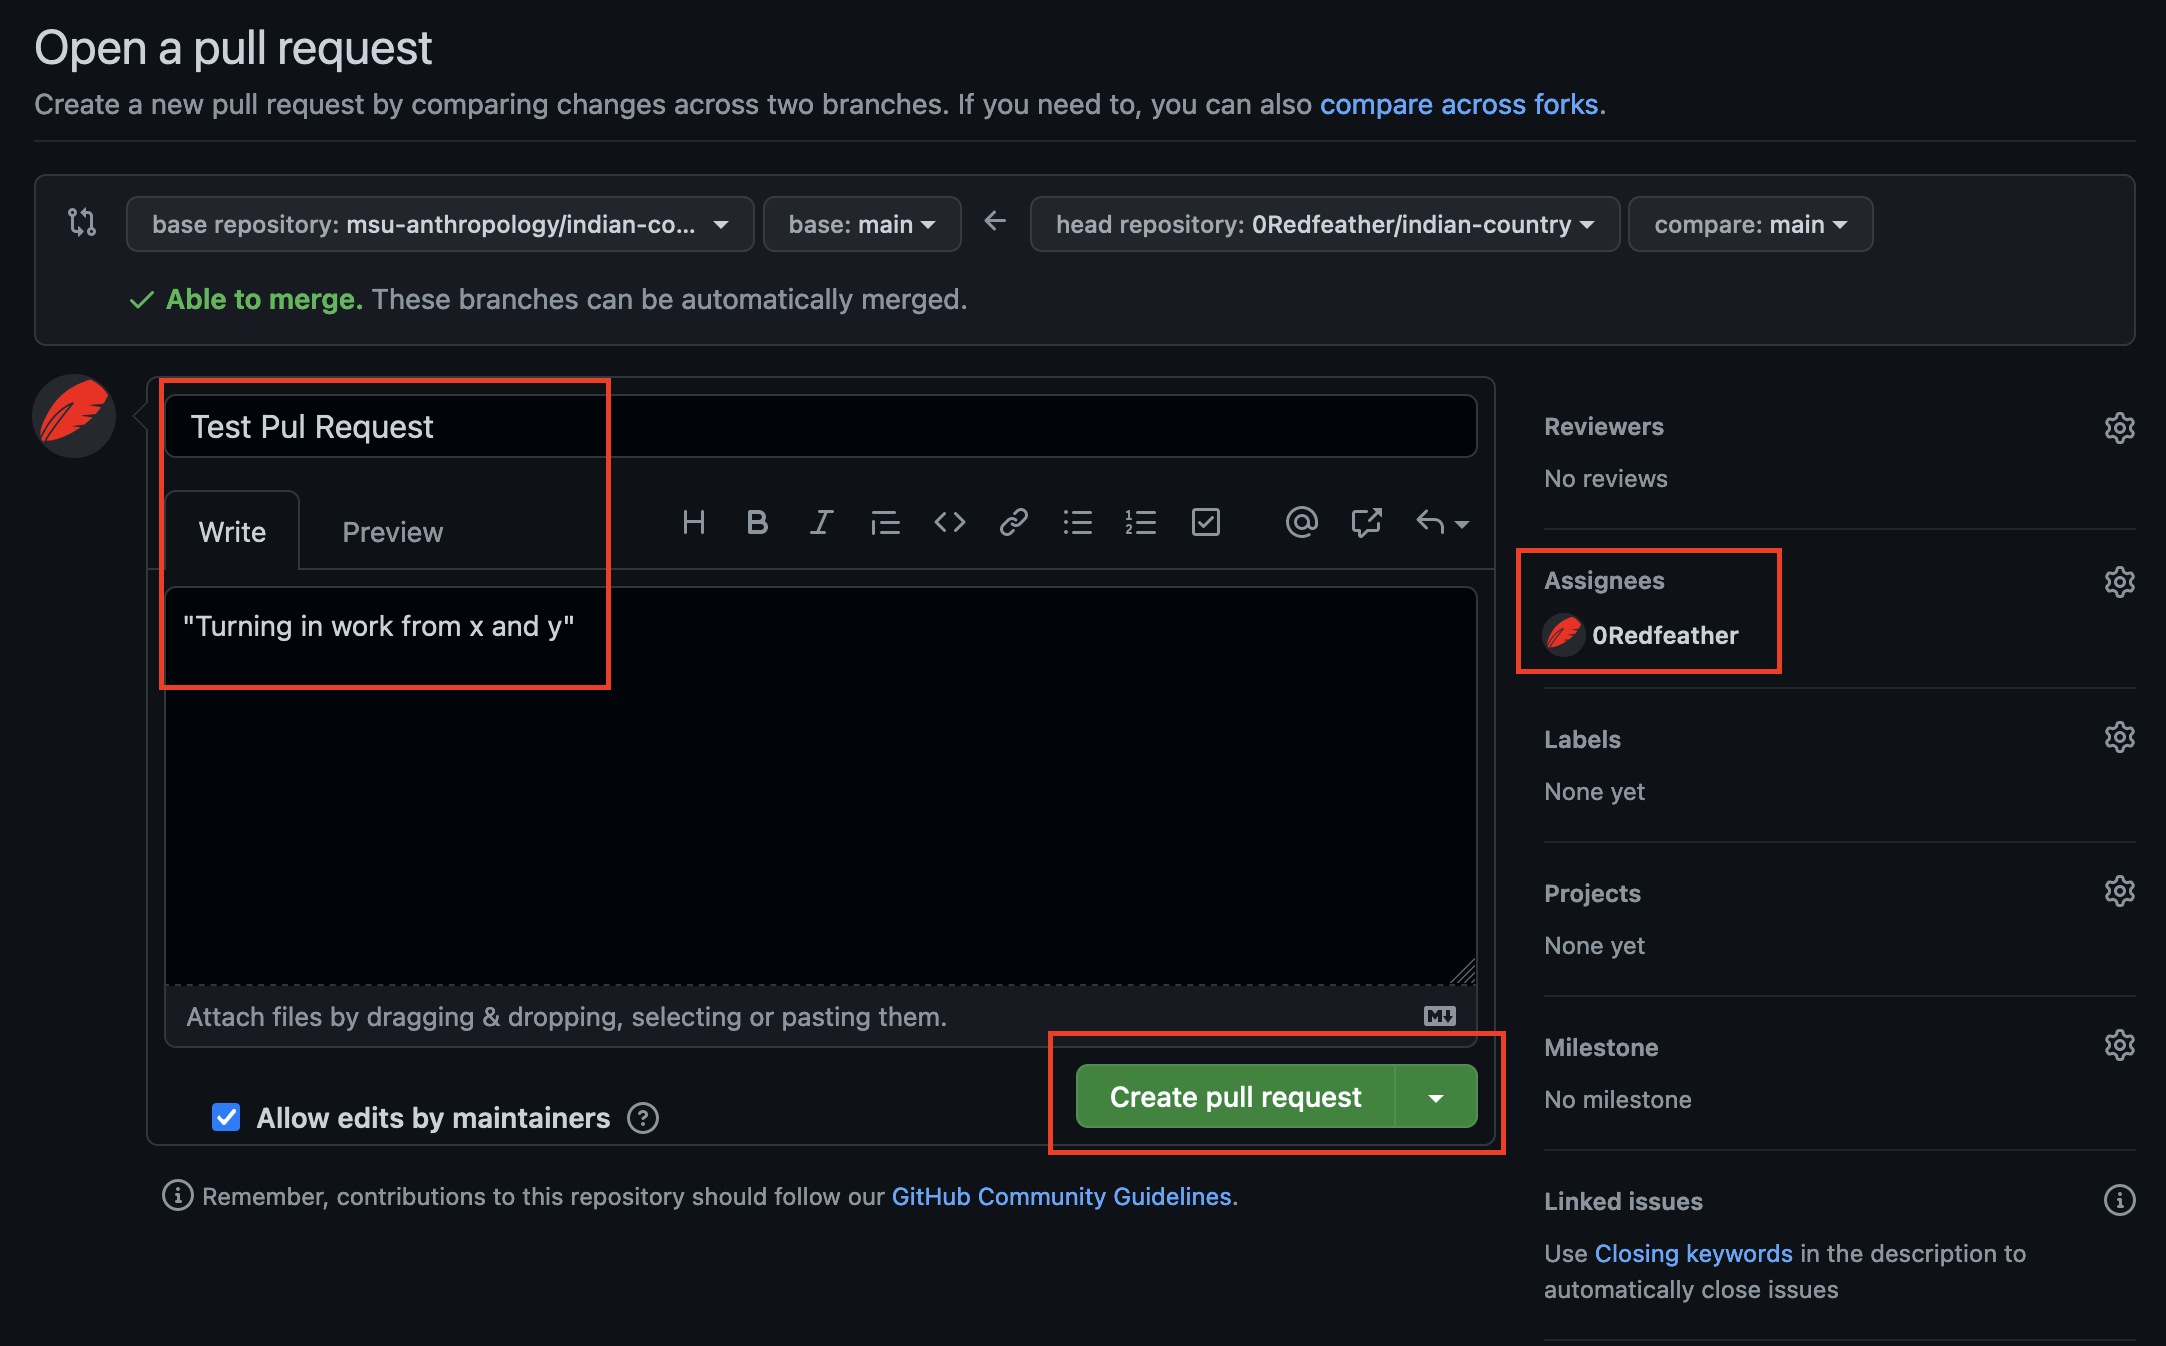 Open a pull request
Create a new pull request by comparing changes across two branches. If you need to, you can also compare across forks.
base repository: msu-anthropology/indian-co... base: main head repository: 0Redfeather/indian-country compare: main
Able to merge. These branches can be automatically merged.
Test Pul Request
Write Preview
"Turning in work from x and y"
Attach files by dragging & dropping, selecting or pasting them.
Allow edits by maintainers
Create pull request
Remember, contributions to this repository should follow our GitHub Community Guidelines.
Reviewers
No reviews
Assignees
0Redfeather
Labels
None yet
Projects
None yet
Milestone
No milestone
Linked issues
Use Closing keywords in the description to
automatically close issues